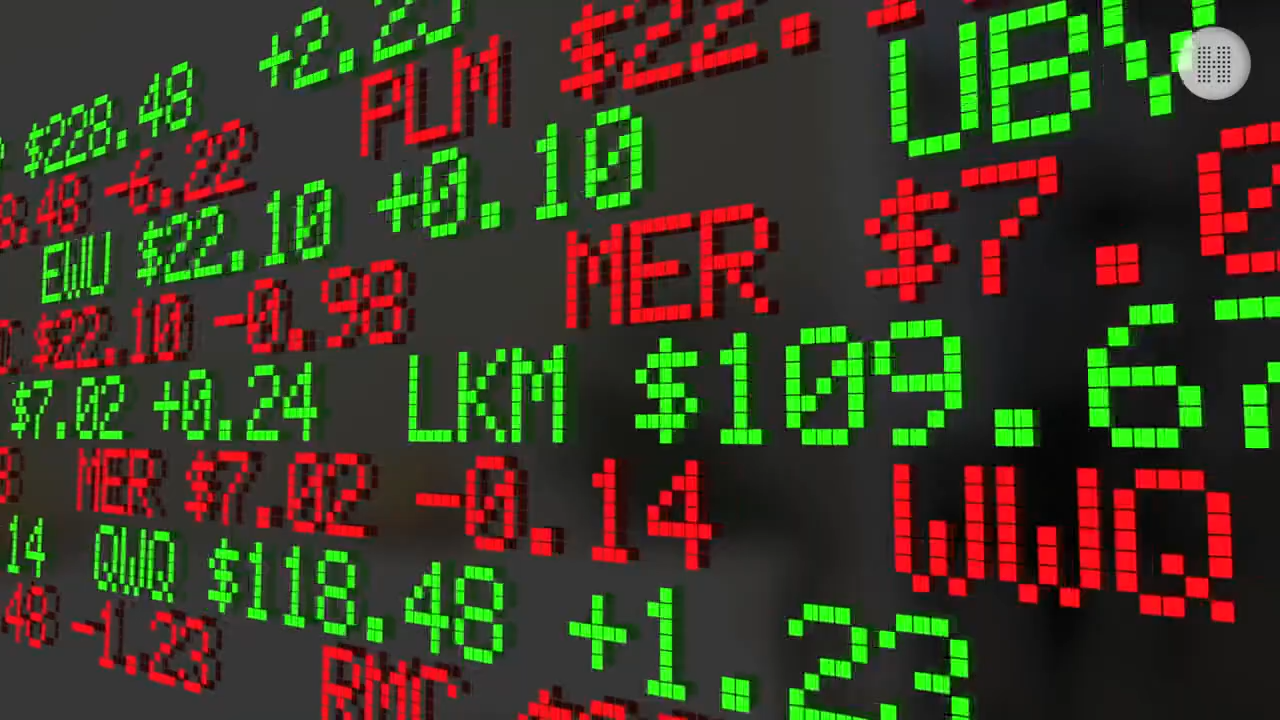 +2.23
PLM $22.
UBV
$228.48
8.48 -6.22
EWU $22.10 +0.10
MER $7.0
$22.10 -0.98
$7.02 +0.24 LKM $109.67
MER $7.02 -0.14 WWQ
14 QWQ $118.48 +1.23
48 -1.23
H